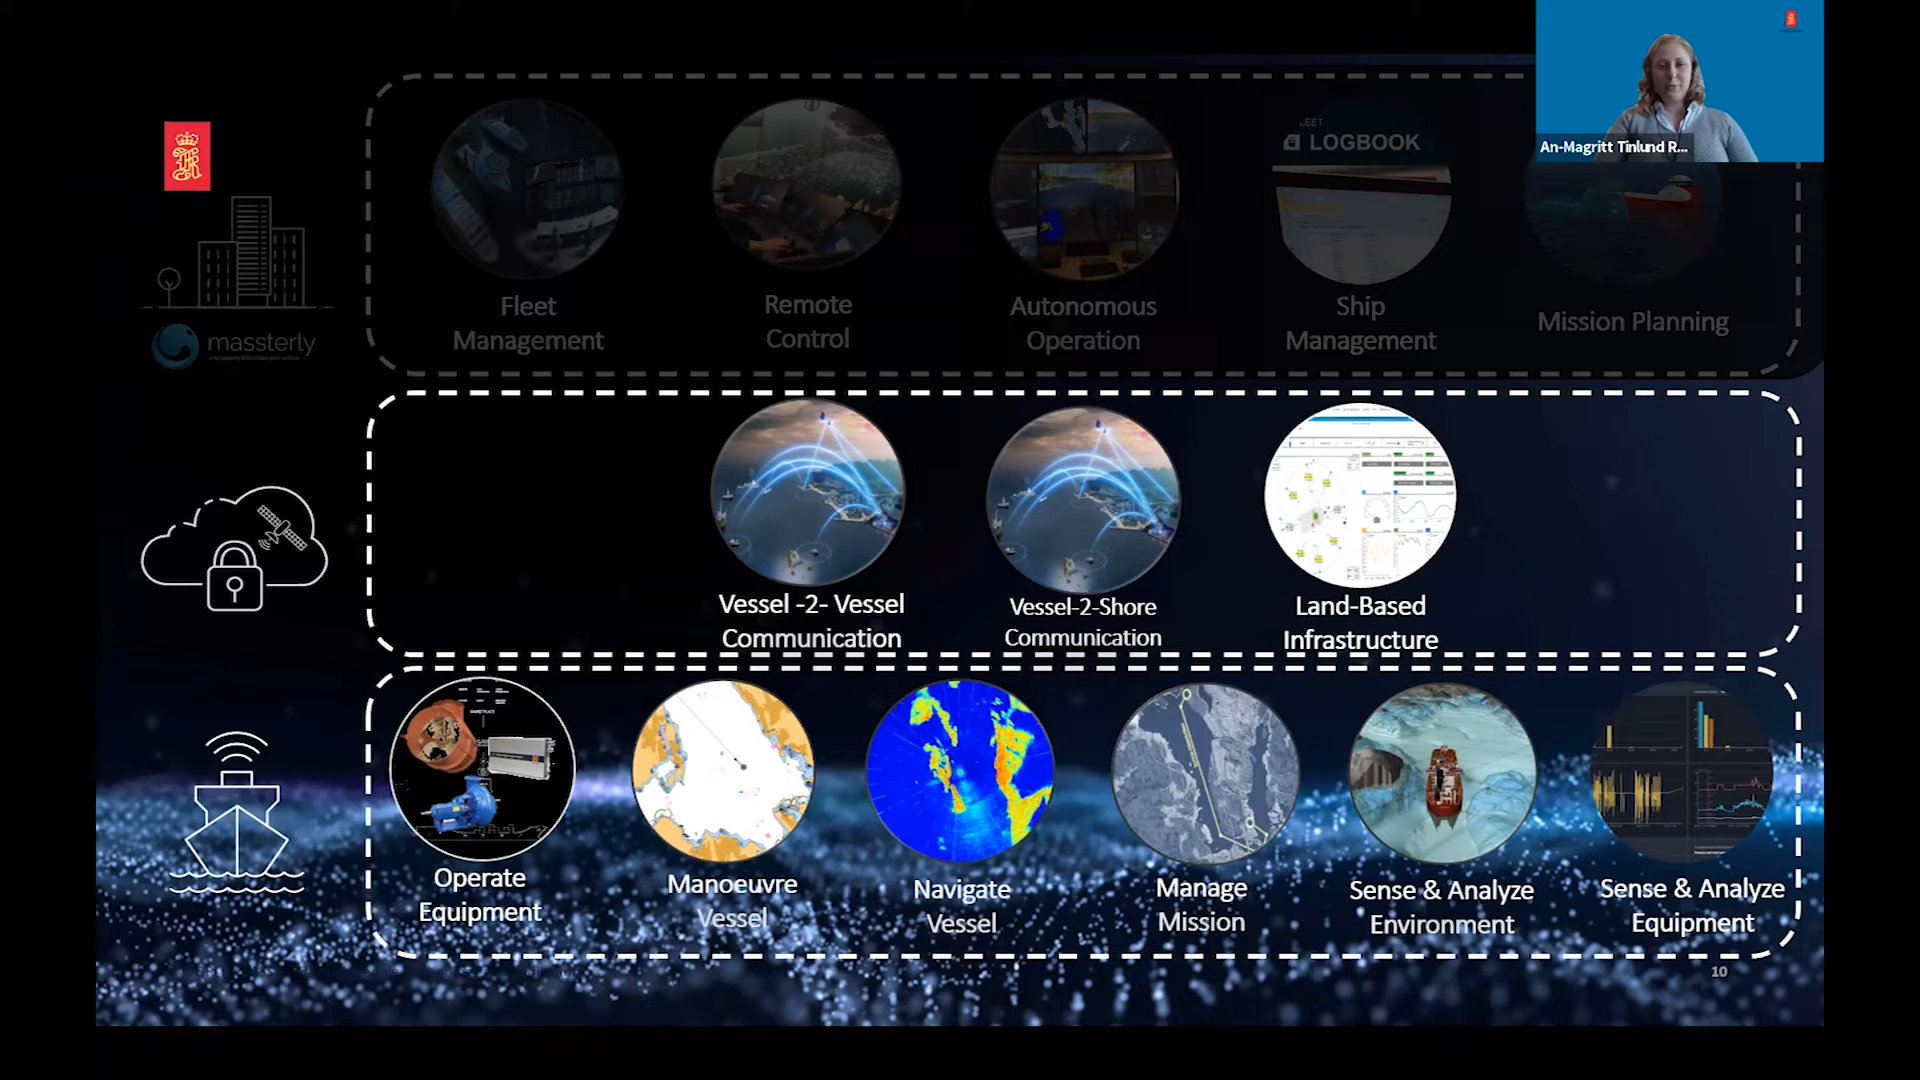 An-Magritt Tinlund R...
LOGBOOK
Fleet
Management
Remote
Control
Autonomous
Operation
Ship
Management
Mission Planning
massterly
Vessel -2- Vessel
Communication
Vessel-2-Shore
Communication
Land-Based
Infrastructure
Operate
Equipment
Manoeuvre
Vessel
Navigate
Vessel
Manage
Mission
Sense & Analyze
Environment
Sense & Analyze
Equipment
10